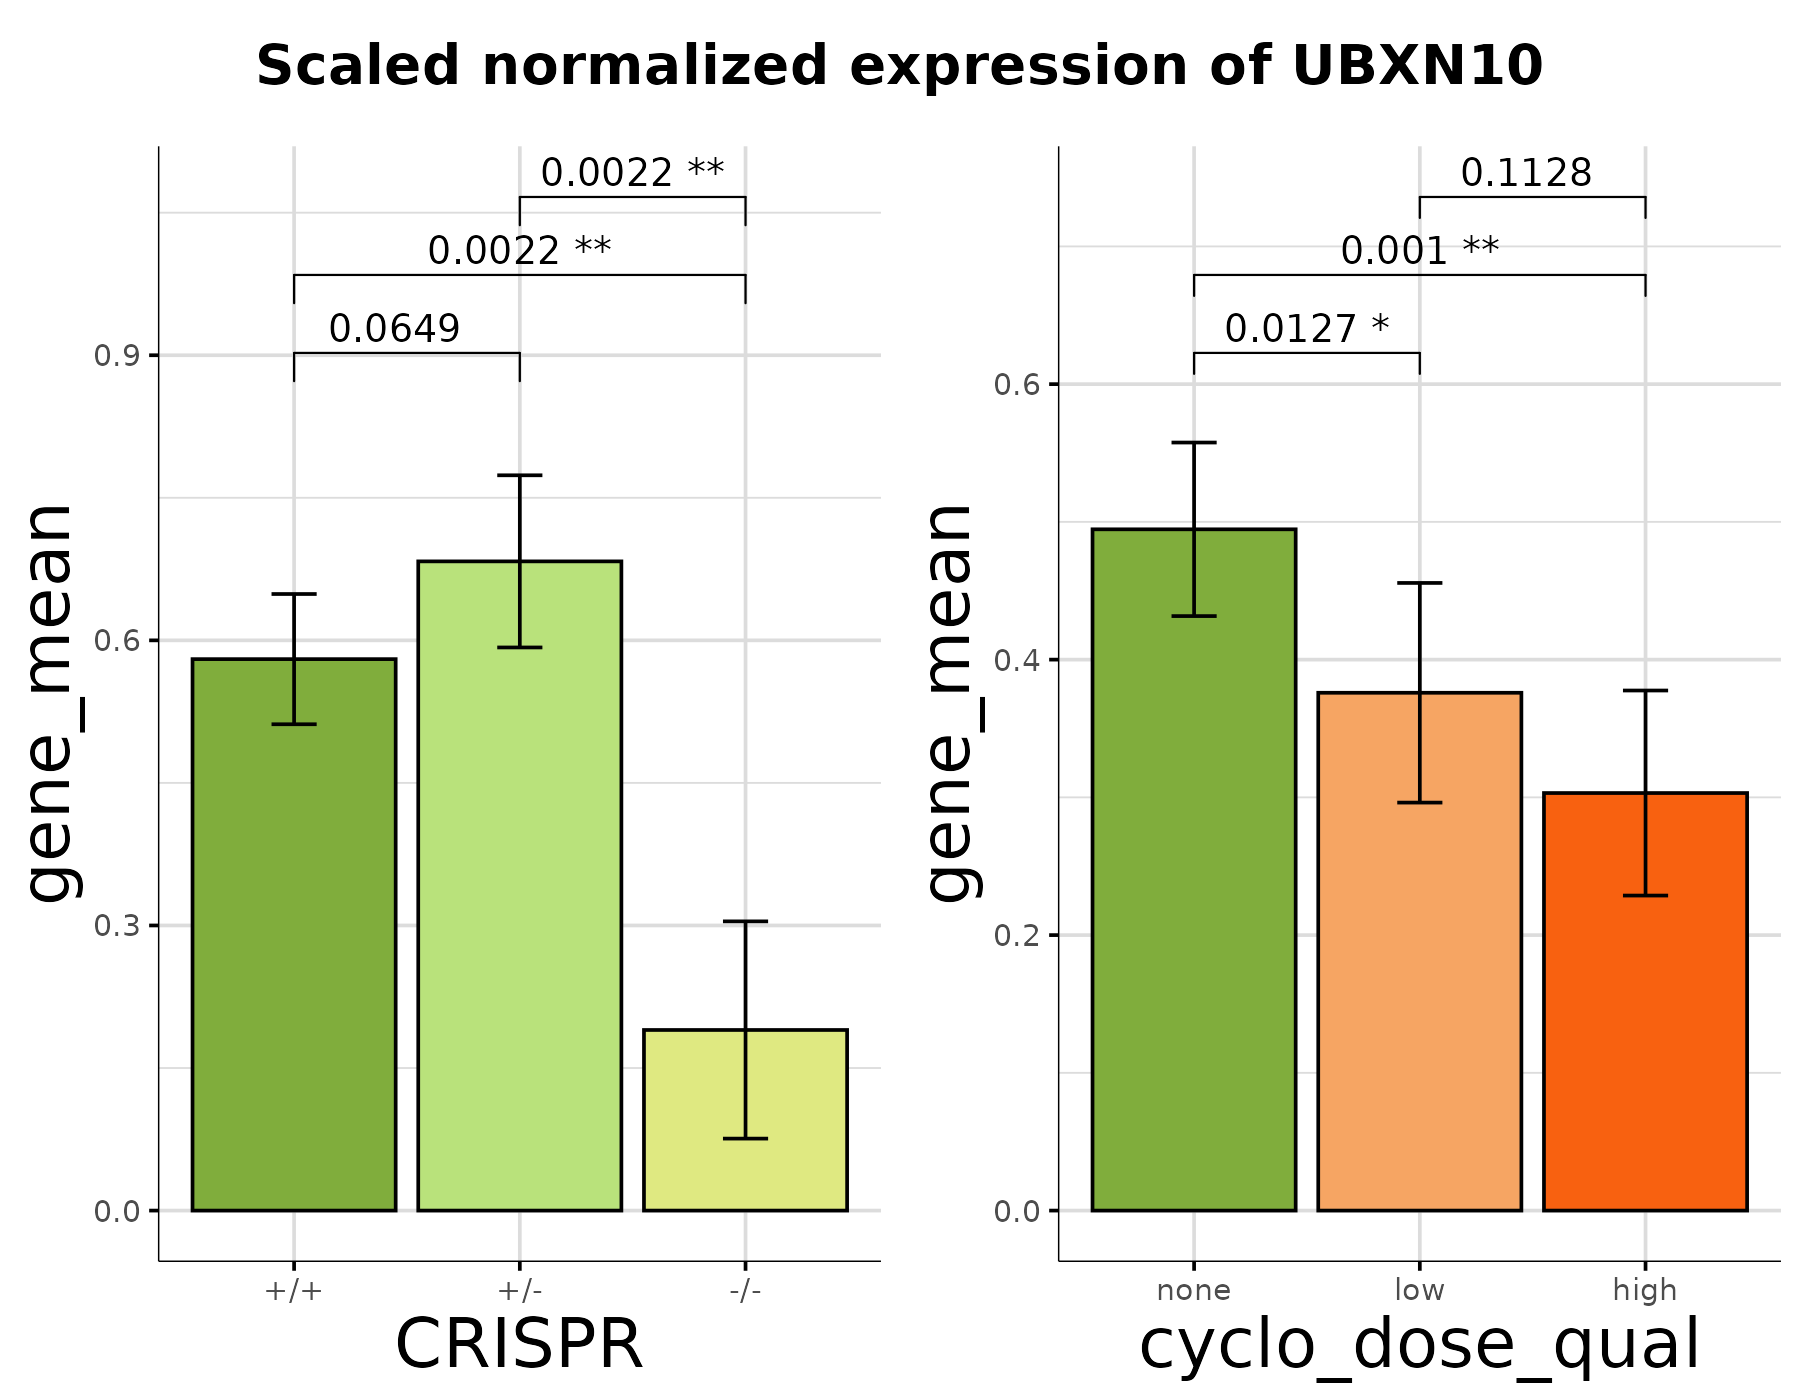 Scaled normalized expression of UBXN10
0.0022 **
0.0022 **
0.0649
0.9
0.6
0.3
0.0
gene_mean
+/+ +/- -/-
CRISPR
0.1128
0.001 **
0.0127 *
0.6
0.4
0.2
0.0
gene_mean
none low high
cyclo_dose_qual